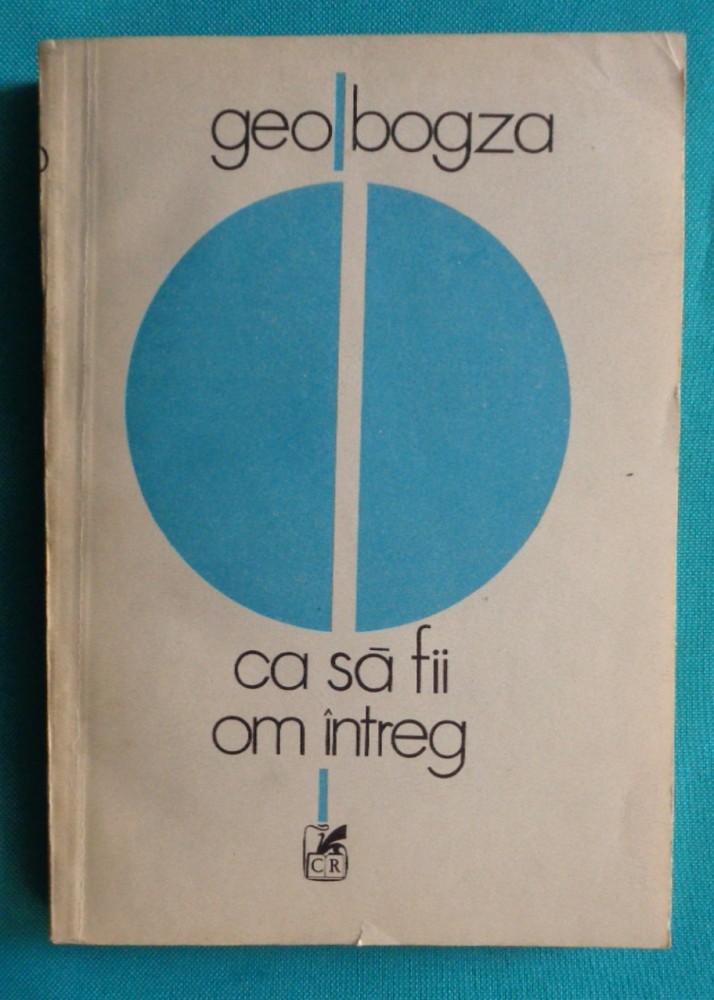 geo bogza
ca să fii
om întreg
CR